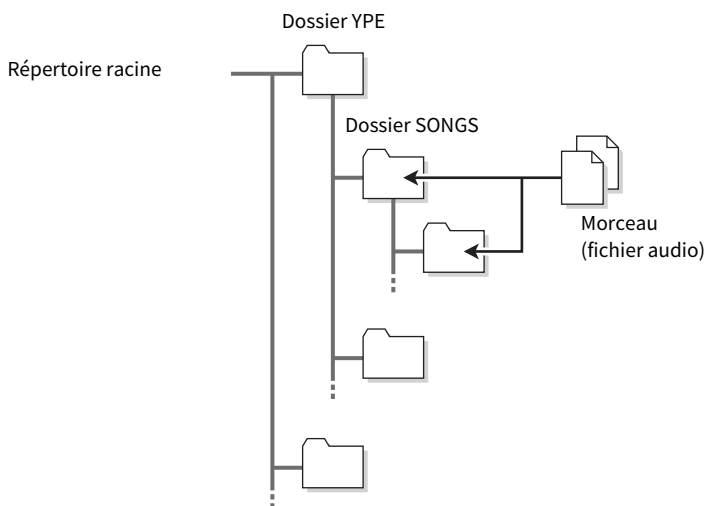 Dossier YPE
Répertoire racine
Dossier SONGS
Morceau
(fichier audio)